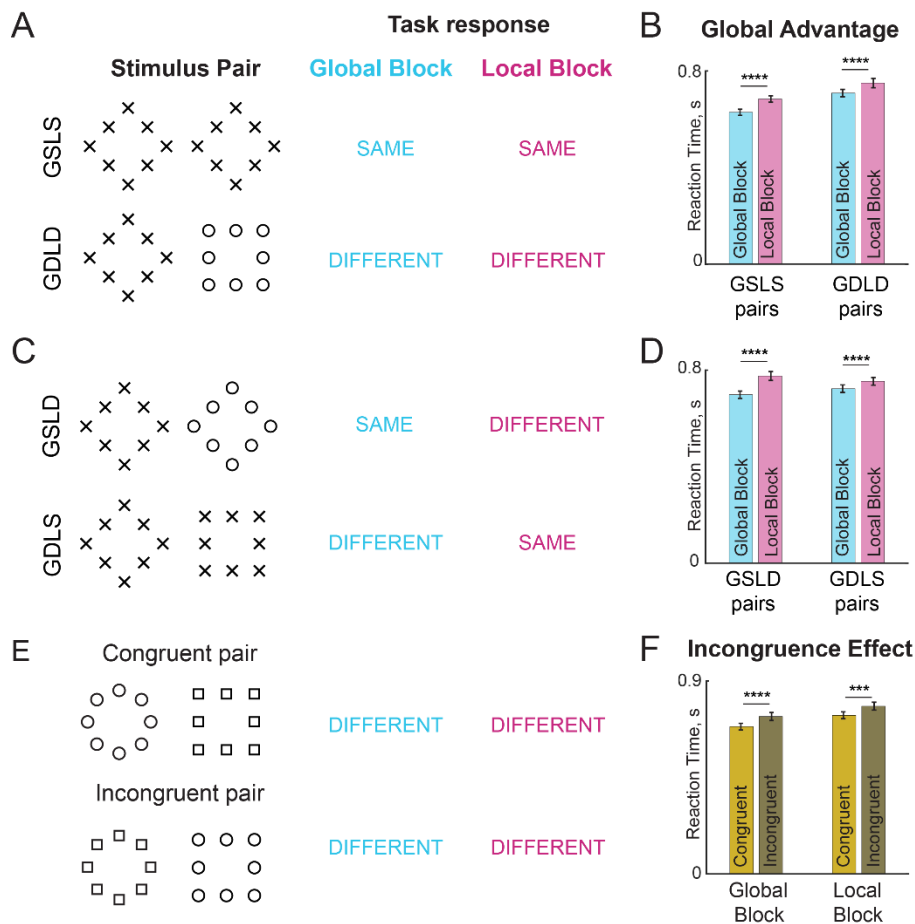 A
Task response
Stimulus Pair
Global Block
Local Block
GSLS
SAME
SAME
GDLD
DIFFERENT
DIFFERENT
B
Global Advantage
0.8
Reaction Time, s
0
****
****
Global Block
Local Block
Global Block
Local Block
GSLS
pairs
GDLD
pairs
C
GSLD
SAME
DIFFERENT
GDLS
DIFFERENT
SAME
D
0.8
Reaction Time, s
0
****
****
Global Block
Local Block
Global Block
Local Block
GSLD
pairs
GDLS
pairs
E
Congruent pair
DIFFERENT
DIFFERENT
Incongruent pair
DIFFERENT
DIFFERENT
F
Incongruence Effect
0.9
Reaction Time, s
0
****
***
Congruent
Incongruent
Congruent
Incongruent
Global
Block
Local
Block